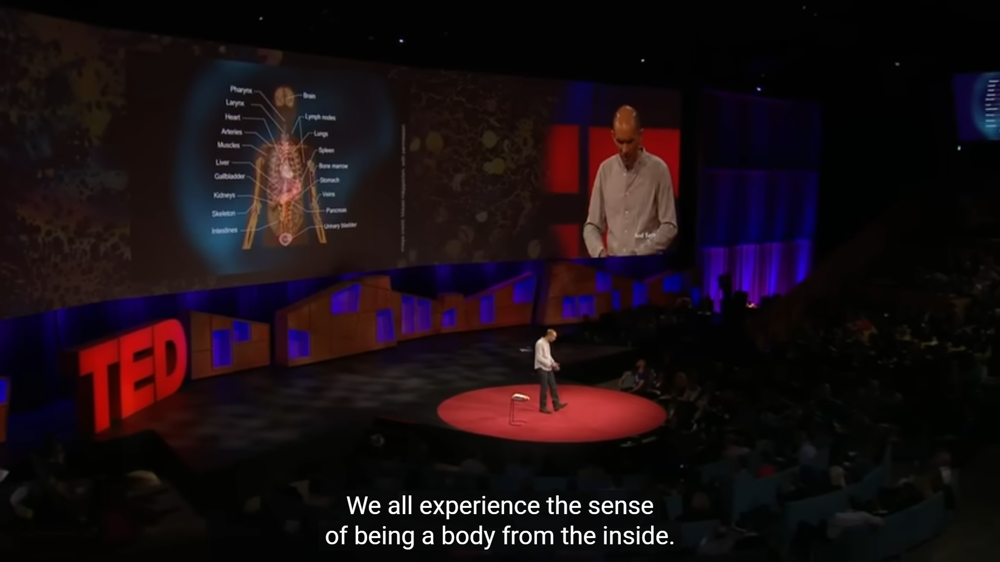 Pharynx
Brain
Larynx
Lymph nodes
Heart
Arteries
Lungs
Muscles
Spleen
Liver
Bone marrow
Gallbladder
Stomach
Kidneys
Veins
Skeleton
Pancreas
Intestines
Urinary bladder
Anil Seth
TED
We all experience the sense
of being a body from the inside.